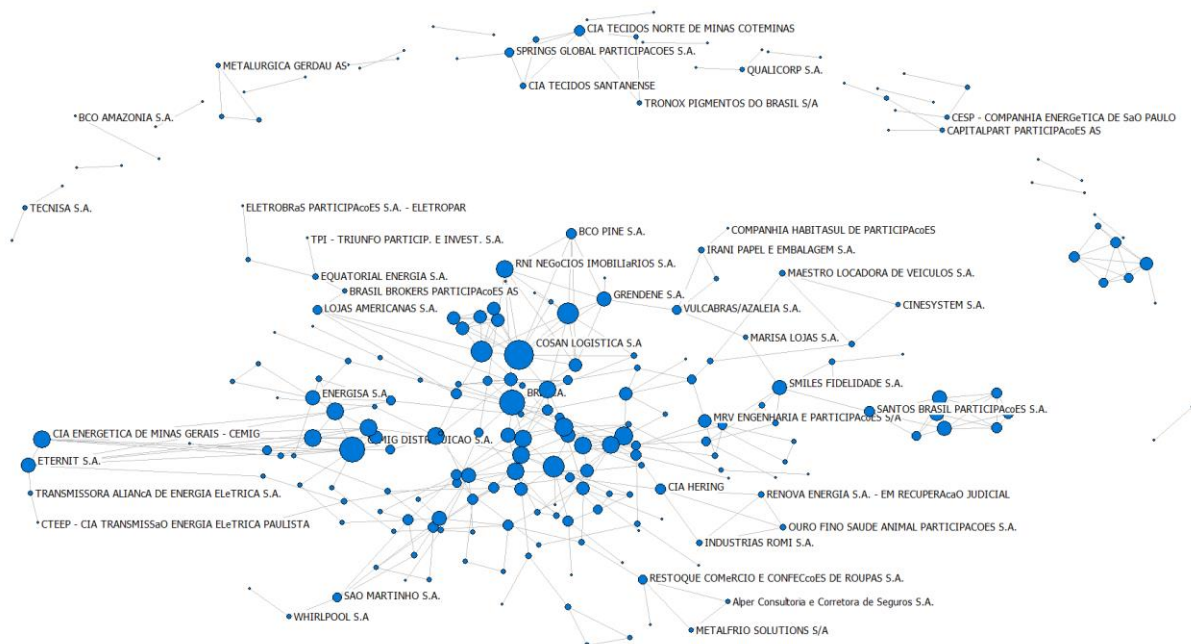 CIA TECIDOS NORTE DE MINAS COTEMINAS
SPRINGS GLOBAL PARTICIPACOES S.A.
METALURGICA GERDAU AS
QUALICORP S.A.
CIA TECIDOS SANTANENSE
TRONOX PIGMENTOS DO BRASIL S/A
BCO AMAZONIA S.A.
CESP - COMPANHIA ENERGeTICA DE SaO PAULO
CAPITALPART PARTICIPAcoES AS
TECNISA S.A.
ELETROBRaS PARTICIPAcoES S.A. - ELETROPAR
BCO PINE S.A.
COMPANHIA HABITASUL DE PARTICIPAcoES
TPI - TRIUNFO PARTICIP. E INVEST. S.A.
IRANI PAPEL E EMBALAGEM S.A.
RNI NEGoCIOS IMOBILIaRIOS S.A.
EQUATORIAL ENERGIA S.A.
MAESTRO LOCADORA DE VEICULOS S.A.
BRASIL BROKERS PARTICIPAcoES AS
GRENDENE S.A.
LOJAS AMERICANAS S.A.
VULCABRAS/AZALEIA S.A.
CINESYSTEM S.A.
MARISA LOJAS S.A.
COSAN LOGISTICA S.A
SMILES FIDELIDADE S.A.
ENERGISA S.A.
SANTOS BRASIL PARTICIPAcoES S.A.
MRV ENGENHARIA E PARTICIPAcoES S/A
CIA ENERGETICA DE MINAS GERAIS - CEMIG
CEMIG DISTRIBUICAO S.A.
ETERNIT S.A.
CIA HERING
TRANSMISSORA ALIANcA DE ENERGIA ELeTRICA S.A.
RENOVA ENERGIA S.A. - EM RECUPERAcaO JUDICIAL
CTEEP - CIA TRANSMISSaO ENERGIA ELeTRICA PAULISTA
OURO FINO SAUDE ANIMAL PARTICIPACOES S.A.
INDUSTRIAS ROMI S.A.
RESTOQUE COMeRCIO E CONFECcoES DE ROUPAS S.A.
SAO MARTINHO S.A.
Alper Consultoria e Corretora de Seguros S.A.
WHIRLPOOL S.A
METALFRIO SOLUTIONS S/A